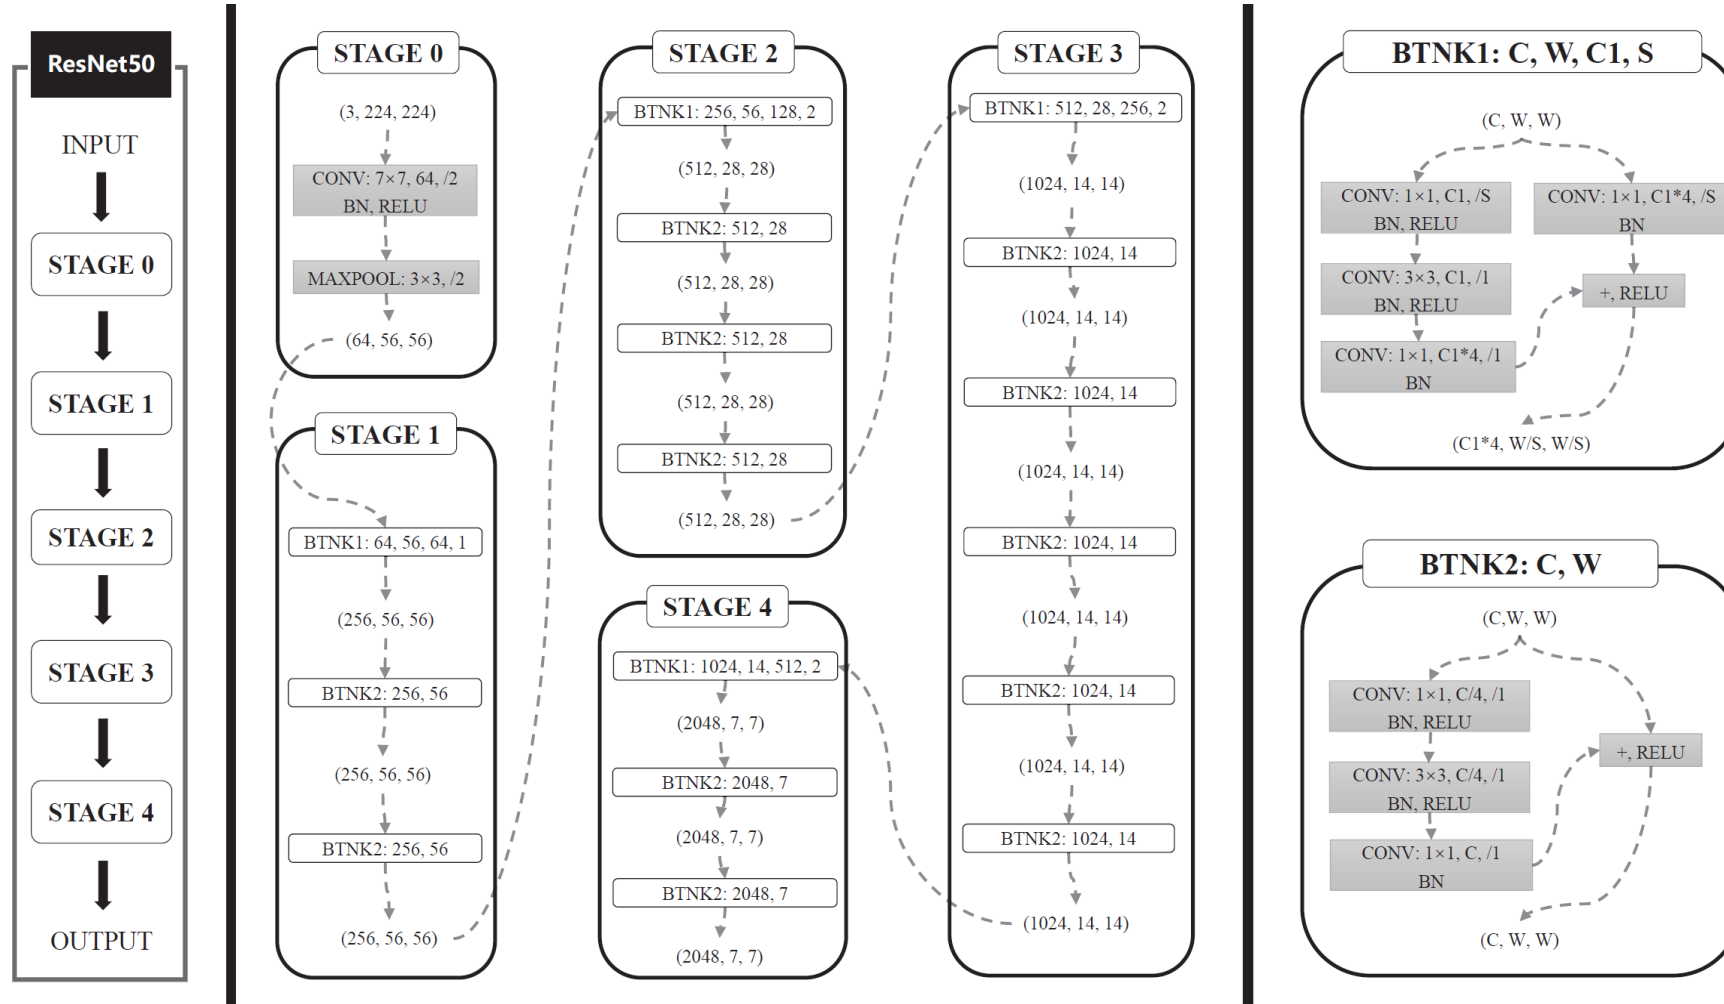 ResNet50
INPUT
STAGE 0
STAGE 1
STAGE 2
STAGE 3
STAGE 4
OUTPUT
STAGE 0
(3, 224, 224)
CONV: 7×7, 64, /2
BN, RELU
MAXPOOL: 3×3, /2
(64, 56, 56)
STAGE 1
BTNK1: 64, 56, 64, 1
(256, 56, 56)
BTNK2: 256, 56
(256, 56, 56)
BTNK2: 256, 56
(256, 56, 56)
STAGE 2
BTNK1: 256, 56, 128, 2
(512, 28, 28)
BTNK2: 512, 28
(512, 28, 28)
BTNK2: 512, 28
(512, 28, 28)
BTNK2: 512, 28
(512, 28, 28)
STAGE 3
BTNK1: 512, 28, 256, 2
(1024, 14, 14)
BTNK2: 1024, 14
(1024, 14, 14)
BTNK2: 1024, 14
(1024, 14, 14)
BTNK2: 1024, 14
(1024, 14, 14)
BTNK2: 1024, 14
(1024, 14, 14)
BTNK2: 1024, 14
(1024, 14, 14)
STAGE 4
BTNK1: 1024, 14, 512, 2
(2048, 7, 7)
BTNK2: 2048, 7
(2048, 7, 7)
BTNK2: 2048, 7
(2048, 7, 7)
BTNK1: C, W, C1, S
(C, W, W)
CONV: 1×1, C1, /S
BN, RELU
CONV: 3×3, C1, /1
BN, RELU
CONV: 1×1, C1*4, /1
BN
CONV: 1×1, C1*4, /S
BN
+, RELU
(C1*4, W/S, W/S)
BTNK2: C, W
(C,W, W)
CONV: 1×1, C/4, /1
BN, RELU
CONV: 3×3, C/4, /1
BN, RELU
CONV: 1×1, C, /1
BN
+, RELU
(C, W, W)